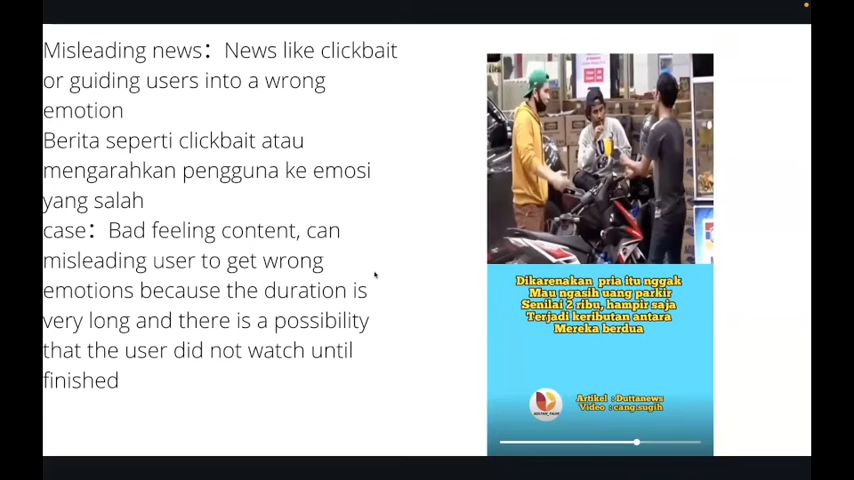 Misleading news： News like clickbait
or guiding users into a wrong
emotion
Berita seperti clickbait atau
mengarahkan pengguna ke emosi
yang salah
case： Bad feeling content, can
misleading user to get wrong
emotions because the duration is
very long and there is a possibility
that the user did not watch until
finished
Dikarenakan pria itu nggak
Mau ngasih uang parkir
Senilai 2 ribu, hampir saja
Terjadi keributan antara
Mereka berdua
Artikel : Duttanews
Video : cang.sugih